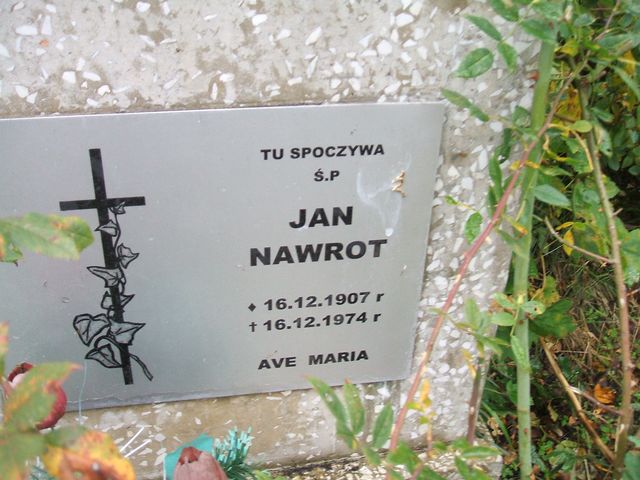 TU SPOCZYWA
Ś.P
JAN
NAWROT
♦ 16.12.1907 r
† 16.12.1974 r
AVE MARIA